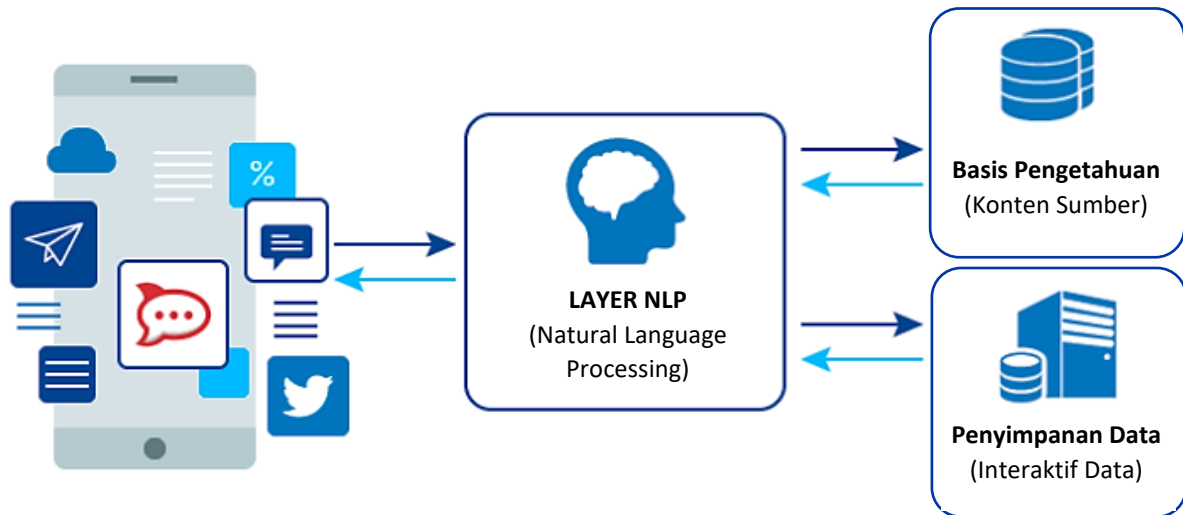 %
LAYER NLP
(Natural Language
Processing)
Basis Pengetahuan
(Konten Sumber)
Penyimpanan Data
(Interaktif Data)